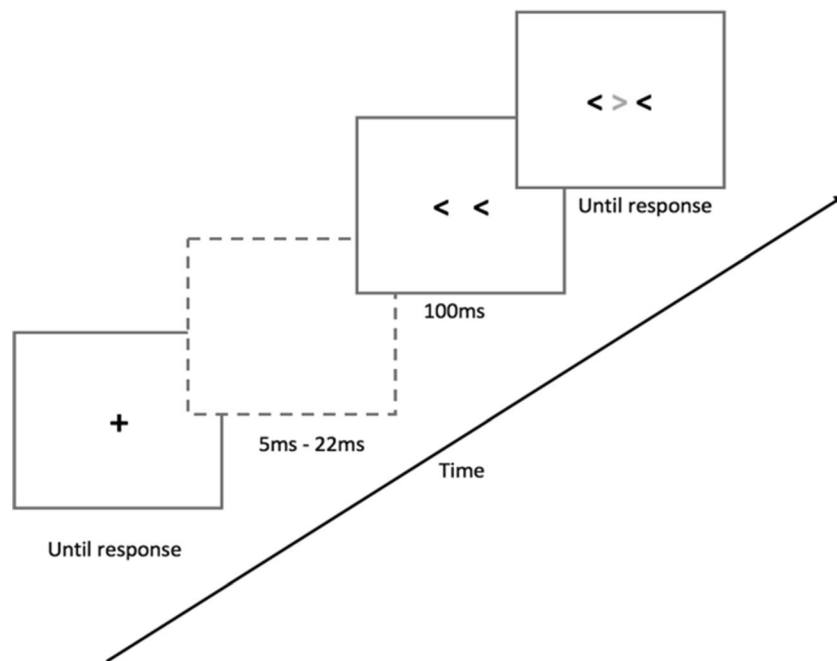 < > <
Until response
< <
100ms
+
5ms - 22ms
Time
Until response